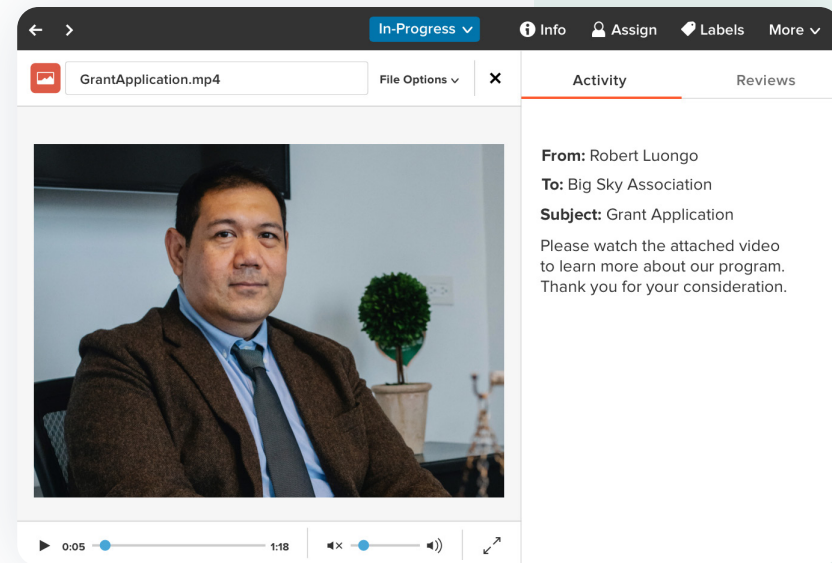 In-Progress
Info
Assign
Labels
More
GrantApplication.mp4
File Options
Activity
Reviews
From: Robert Luongo
To: Big Sky Association
Subject: Grant Application
Please watch the attached video
to learn more about our program.
Thank you for your consideration.
0:05
1:18